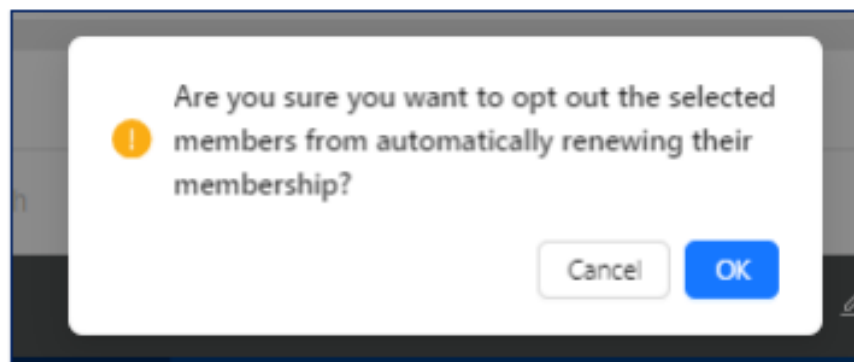 Are you sure you want to opt out the selected
members from automatically renewing their
membership?
Cancel OK